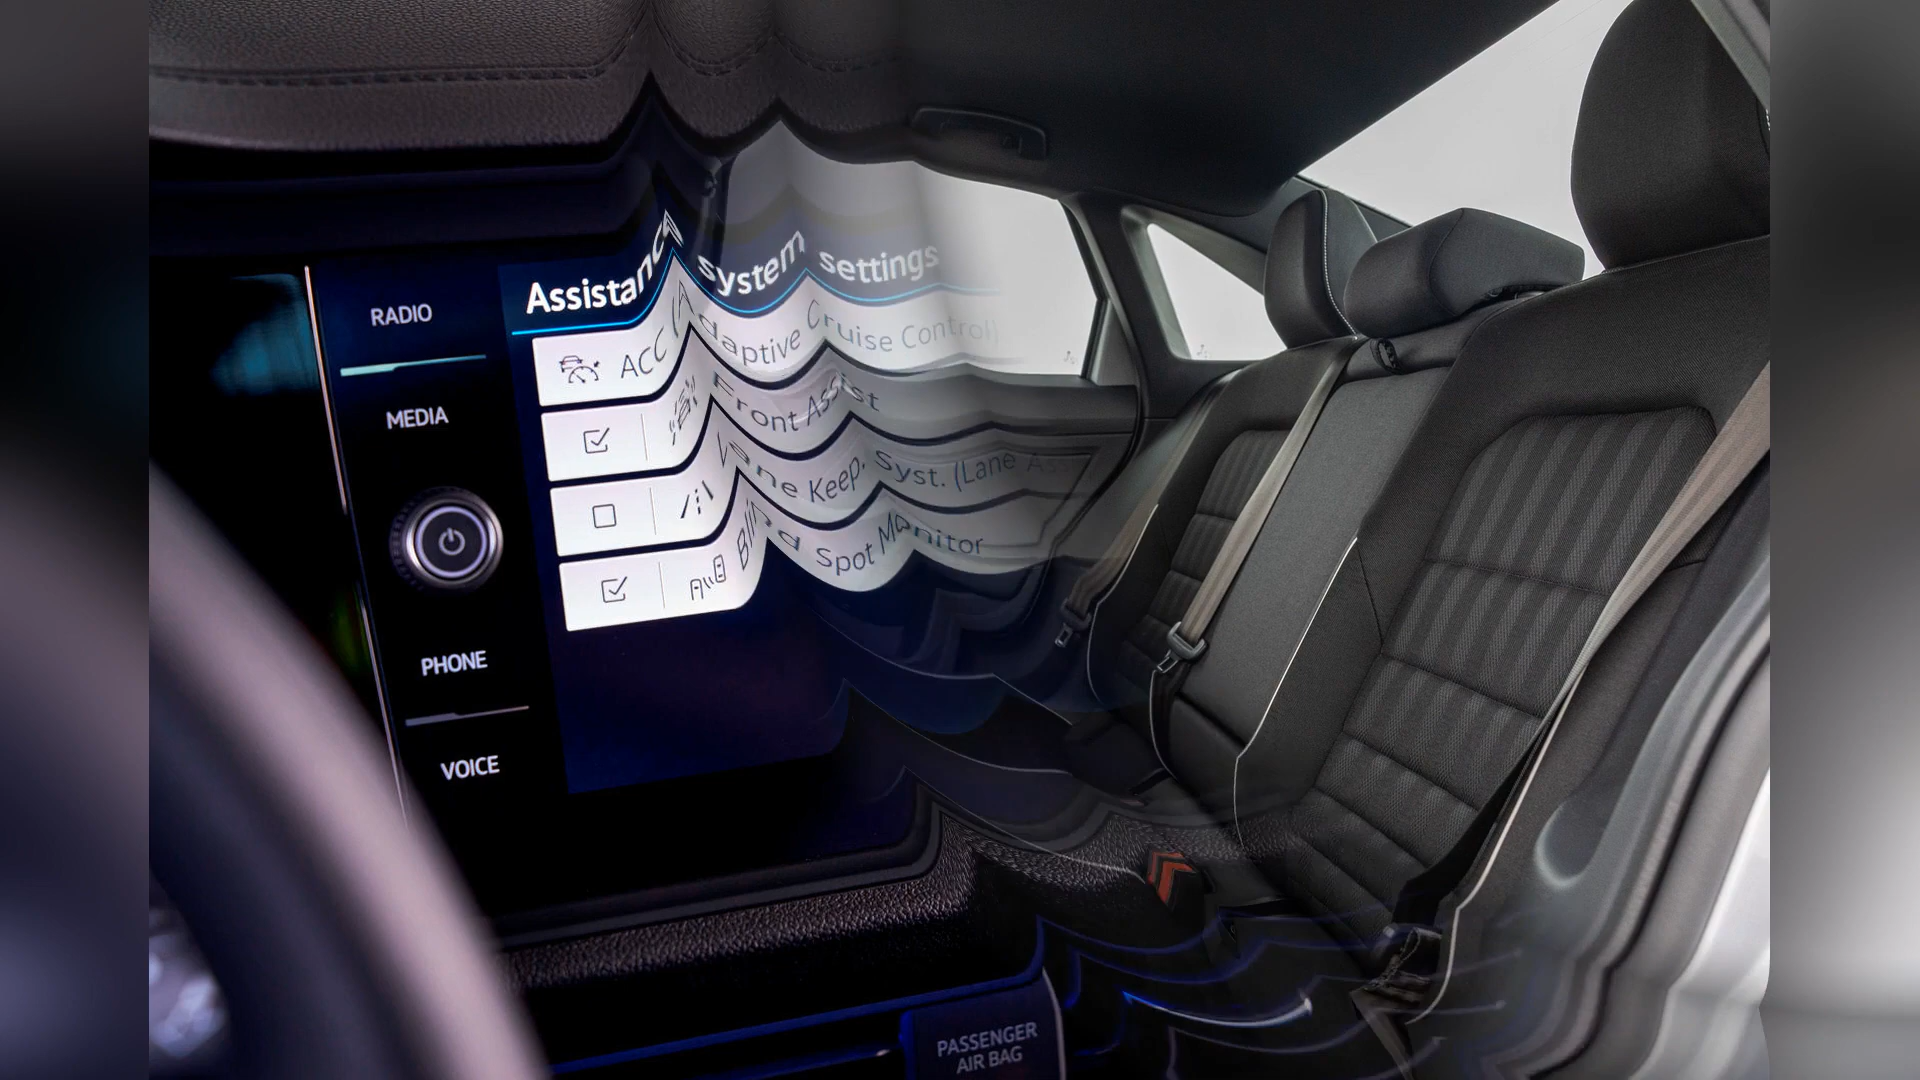 RADIO
MEDIA
PHONE
VOICE
Assistance system settings
ACC (Adaptive Cruise Control)
Front Assist
Lane Keep. Syst. (Lane Ass
Blind Spot Monitor
PASSENGER
AIR BAG